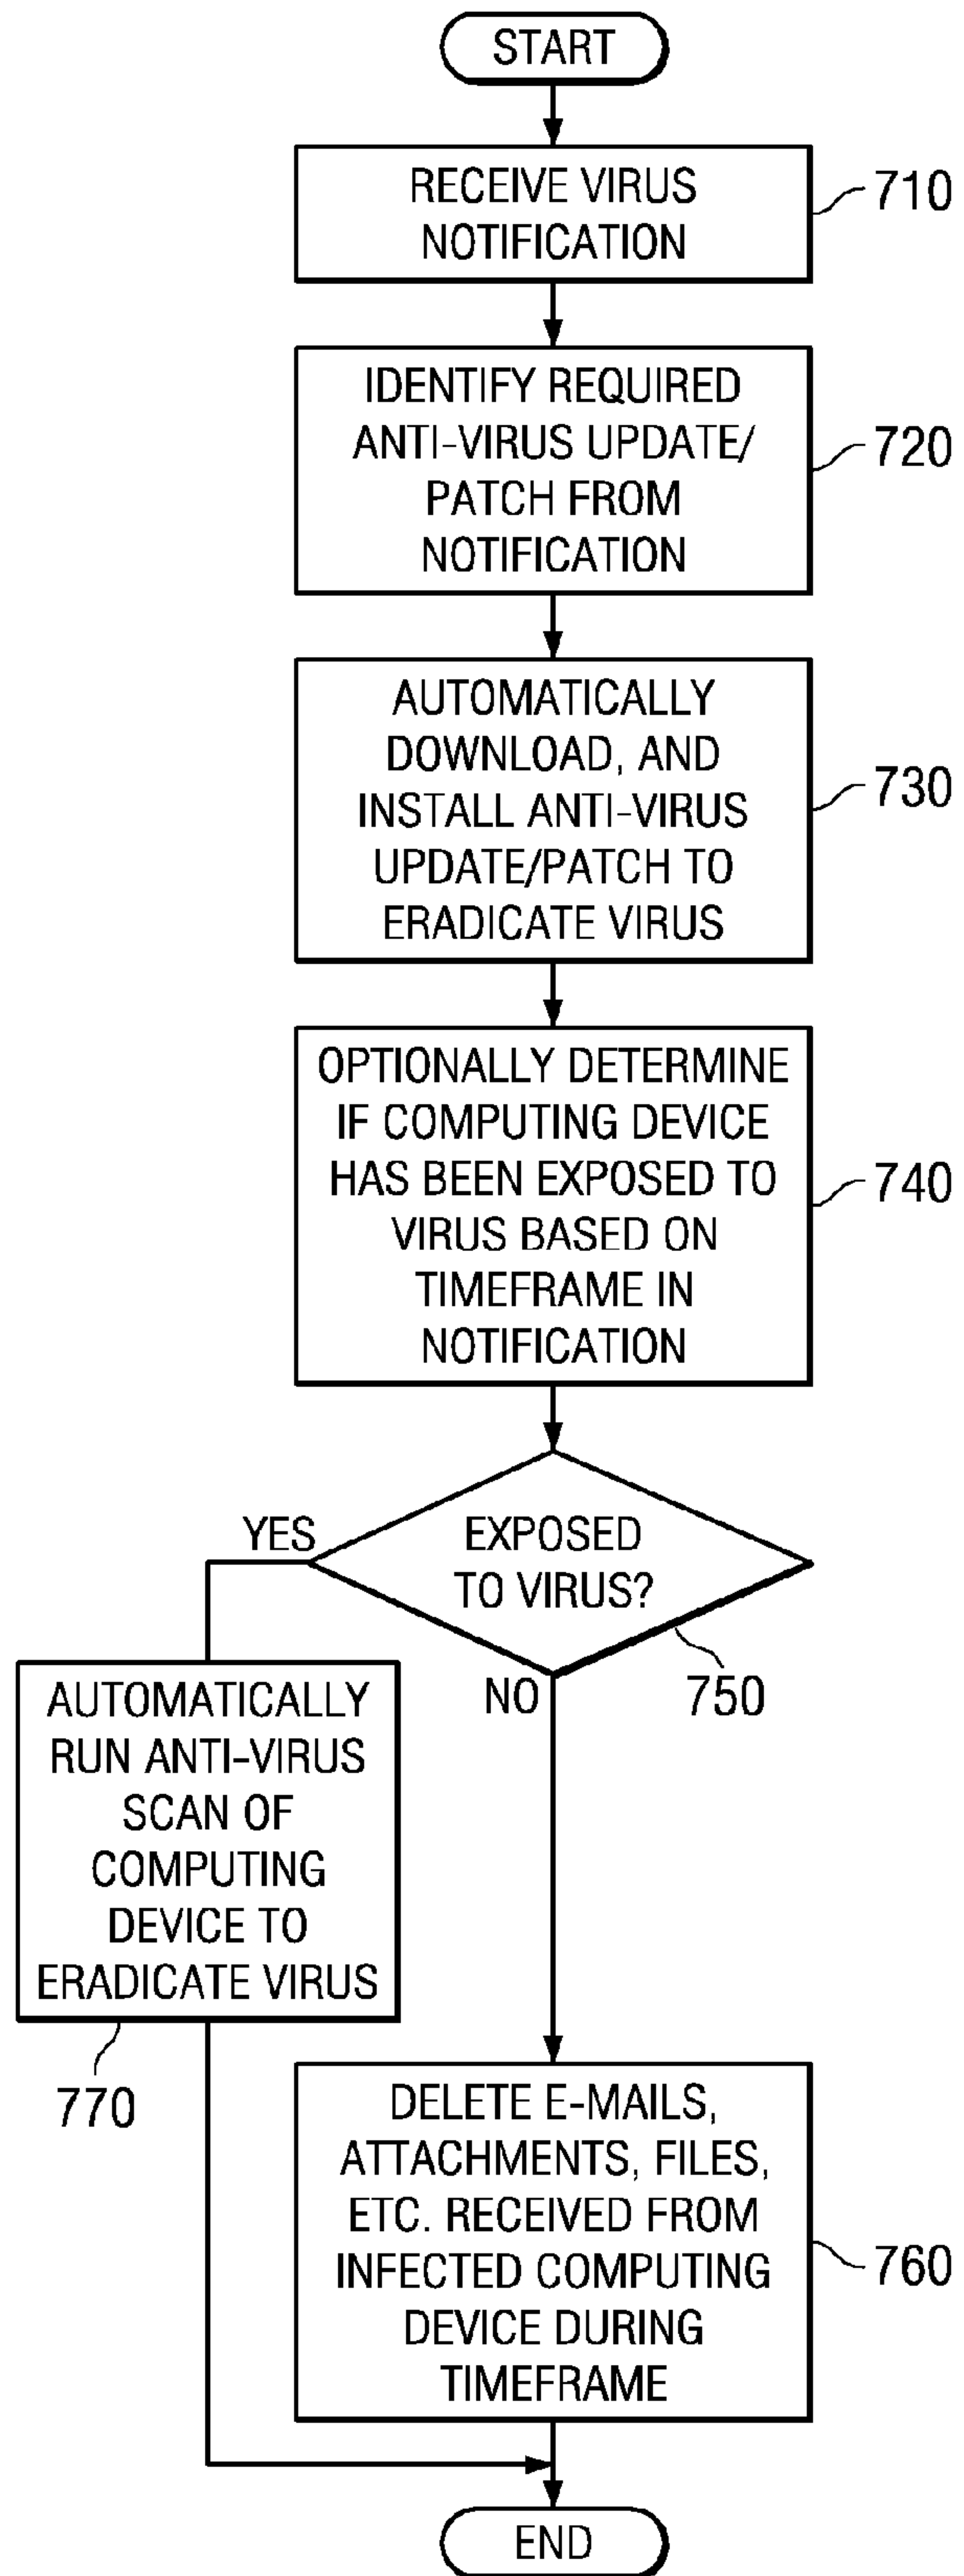 START
RECEIVE VIRUS
NOTIFICATION
710
IDENTIFY REQUIRED
ANTI-VIRUS UPDATE/
PATCH FROM
NOTIFICATION
720
AUTOMATICALLY
DOWNLOAD, AND
INSTALL ANTI-VIRUS
UPDATE/PATCH TO
ERADICATE VIRUS
730
OPTIONALLY DETERMINE
IF COMPUTING DEVICE
HAS BEEN EXPOSED TO
VIRUS BASED ON
TIMEFRAME IN
NOTIFICATION
740
EXPOSED
TO VIRUS?
750
YES
NO
AUTOMATICALLY
RUN ANTI-VIRUS
SCAN OF
COMPUTING
DEVICE TO
ERADICATE VIRUS
770
DELETE E-MAILS,
ATTACHMENTS, FILES,
ETC. RECEIVED FROM
INFECTED COMPUTING
DEVICE DURING
TIMEFRAME
760
END